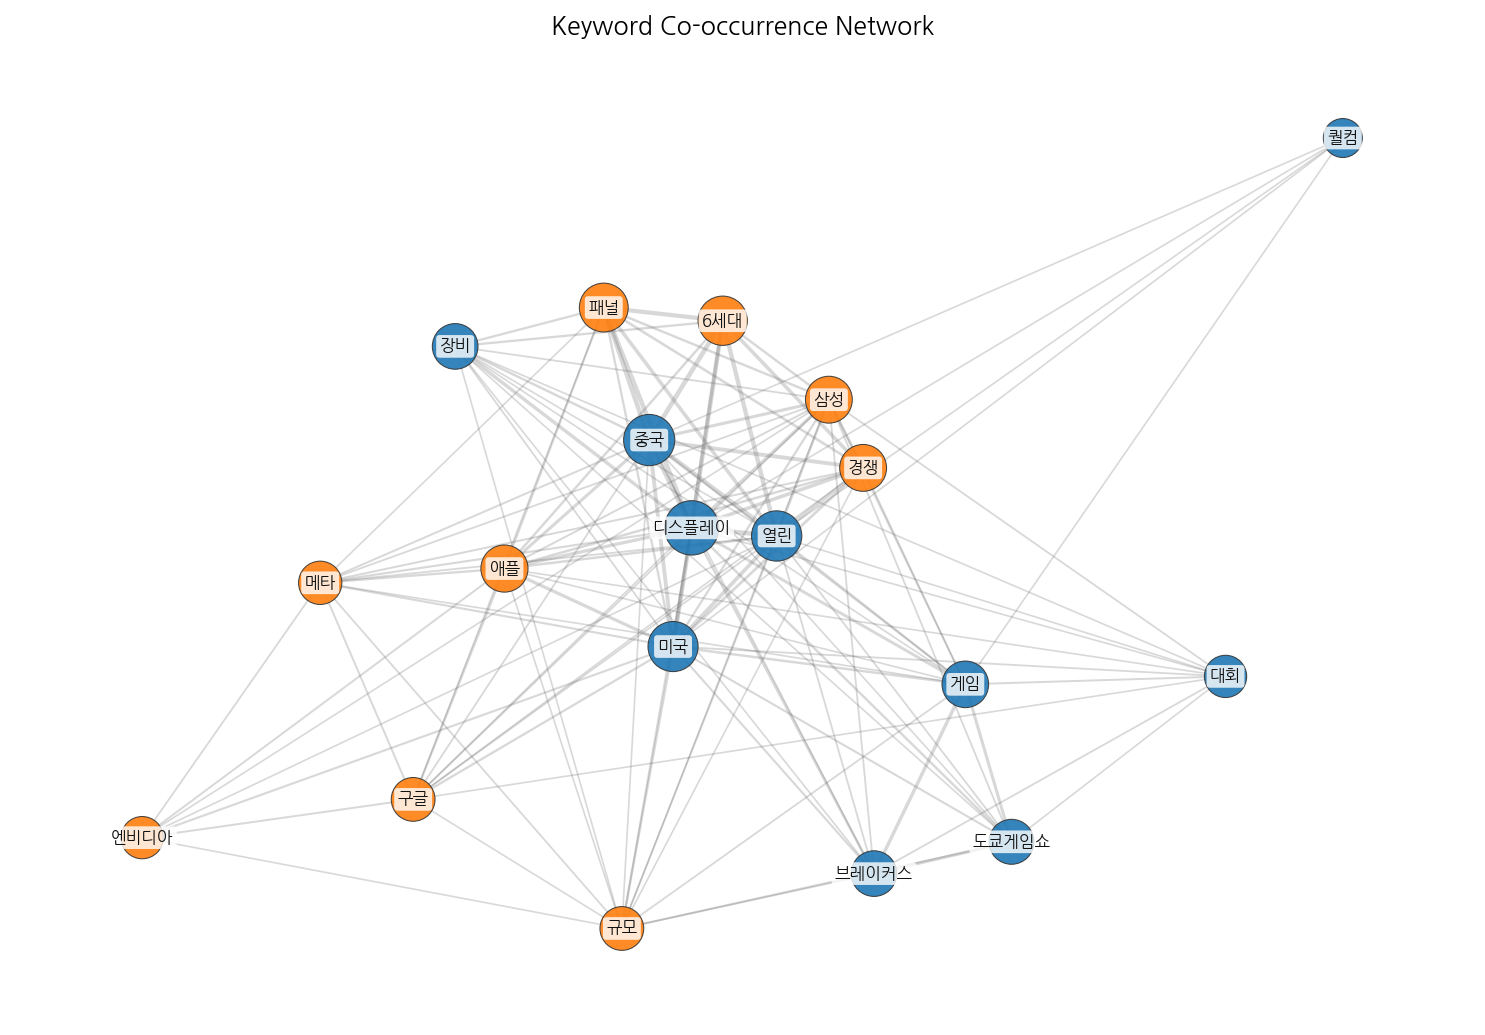 Keyword Co-occurrence Network
퀄컴
패널
6세대
장비
삼성
중국
경쟁
디스플레이
열린
애플
메타
미국
대회
게임
구글
엔비디아
도쿄게임쇼
브레이커스
규모